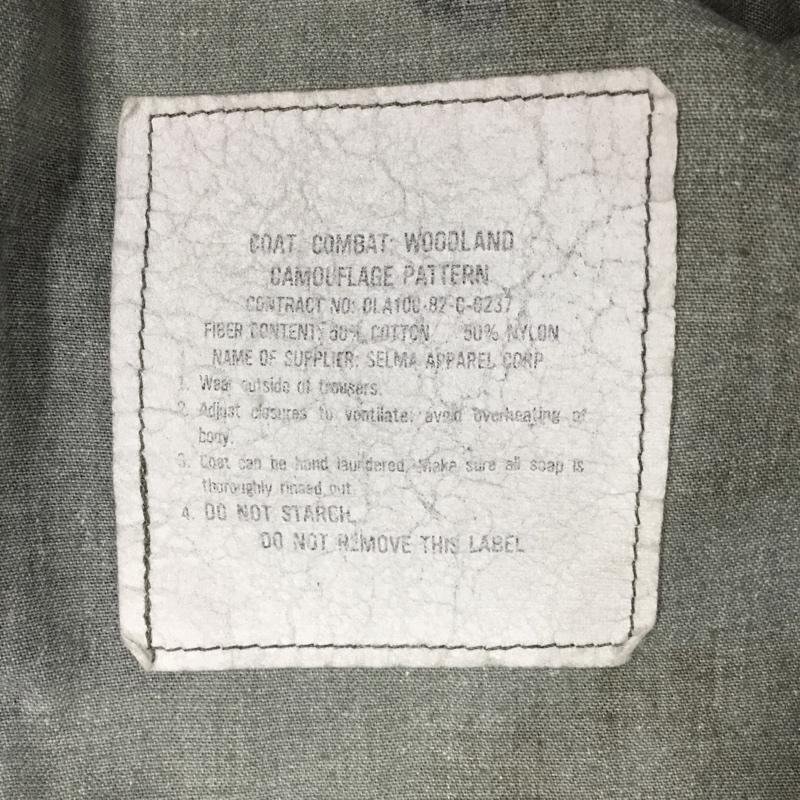 COAT, COMBAT: WOODLAND
CAMOUFLAGE PATTERN
CONTRACT NO: DLA100-82-C-0237
FIBER CONTENT: 50% COTTON 50% NYLON
NAME OF SUPPLIER: SELMA APPAREL CORP
1. Wear outside of trousers.
2. Adjust closures to ventilate; avoid overheating of
body.
3. Coat can be hand laundered. Make sure all soap is
thoroughly rinsed out.
4. DO NOT STARCH.
DO NOT REMOVE THIS LABEL